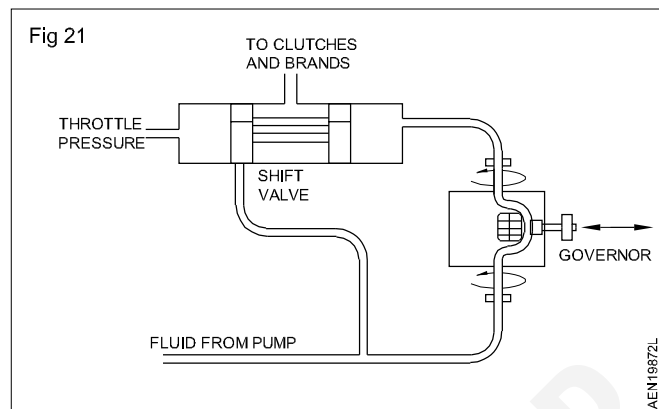 Fig 21
TO CLUTCHES
AND BRANDS
THROTTLE
PRESSURE
SHIFT
VALVE
GOVERNOR
FLUID FROM PUMP
AEN19872L